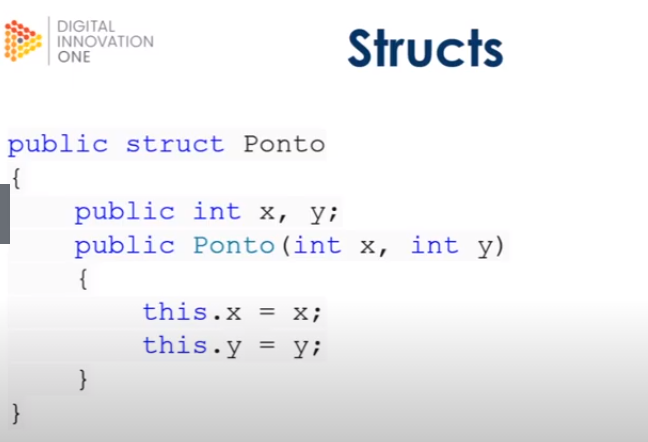 DIGITAL
INNOVATION
ONE
Structs
public struct Ponto
{
    public int x, y;
    public Ponto(int x, int y)
    {
        this.x = x;
        this.y = y;
    }
}